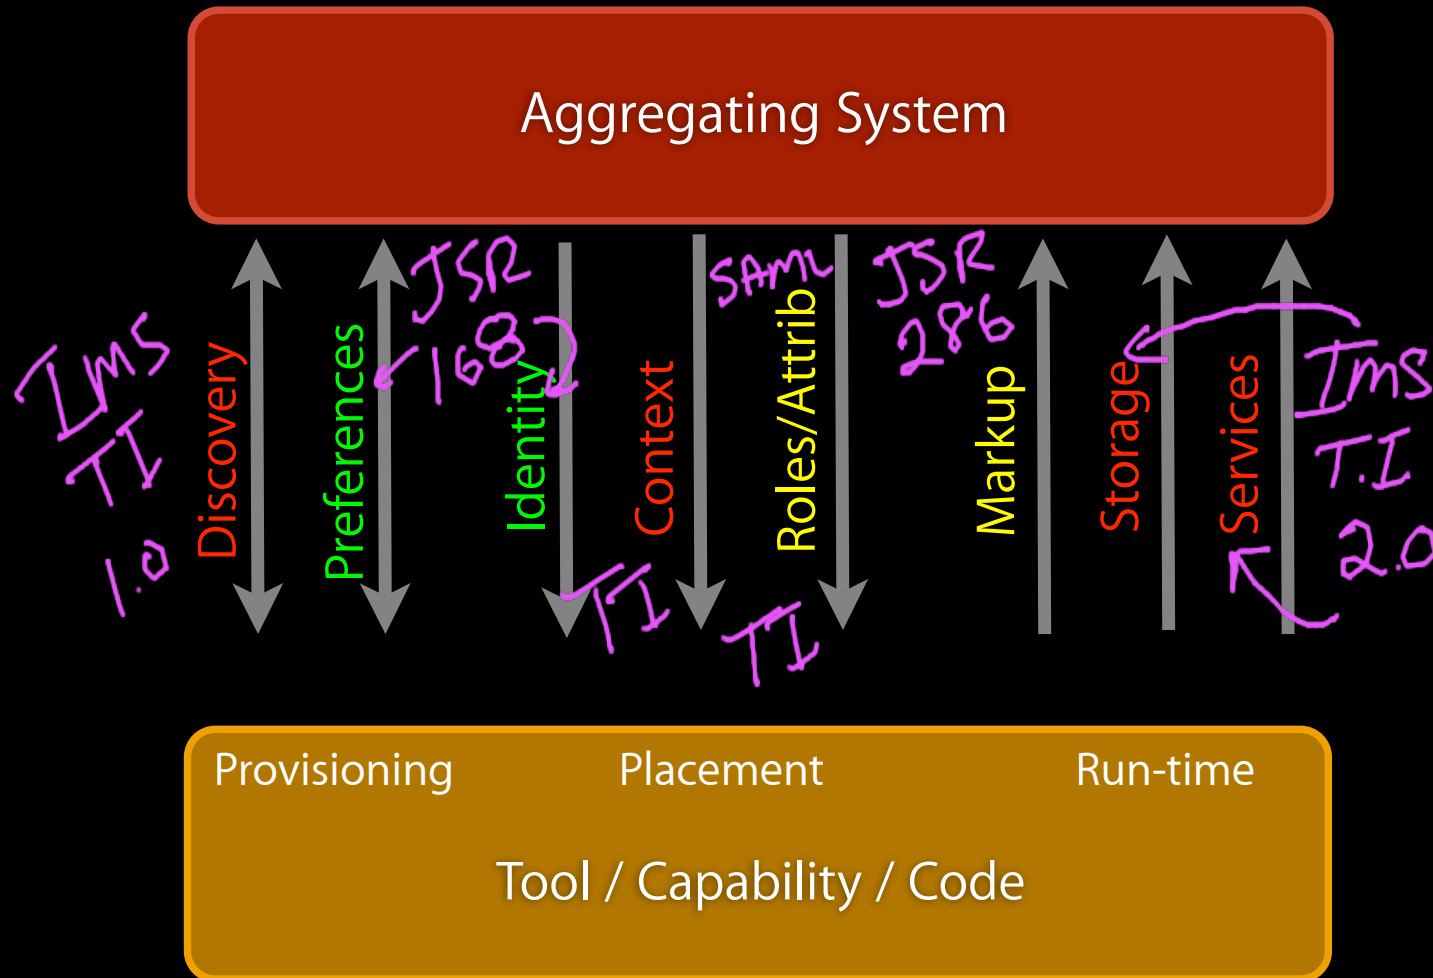 Aggregating System
JSR
168
SAML
JSR
286
IMS
TI
1.0
Discovery
Preferences
Identity
Context
Roles/Attrib
Markup
Storage
Services
IMS
T.I
2.0
TI
TI
Provisioning Placement Run-time
Tool / Capability / Code